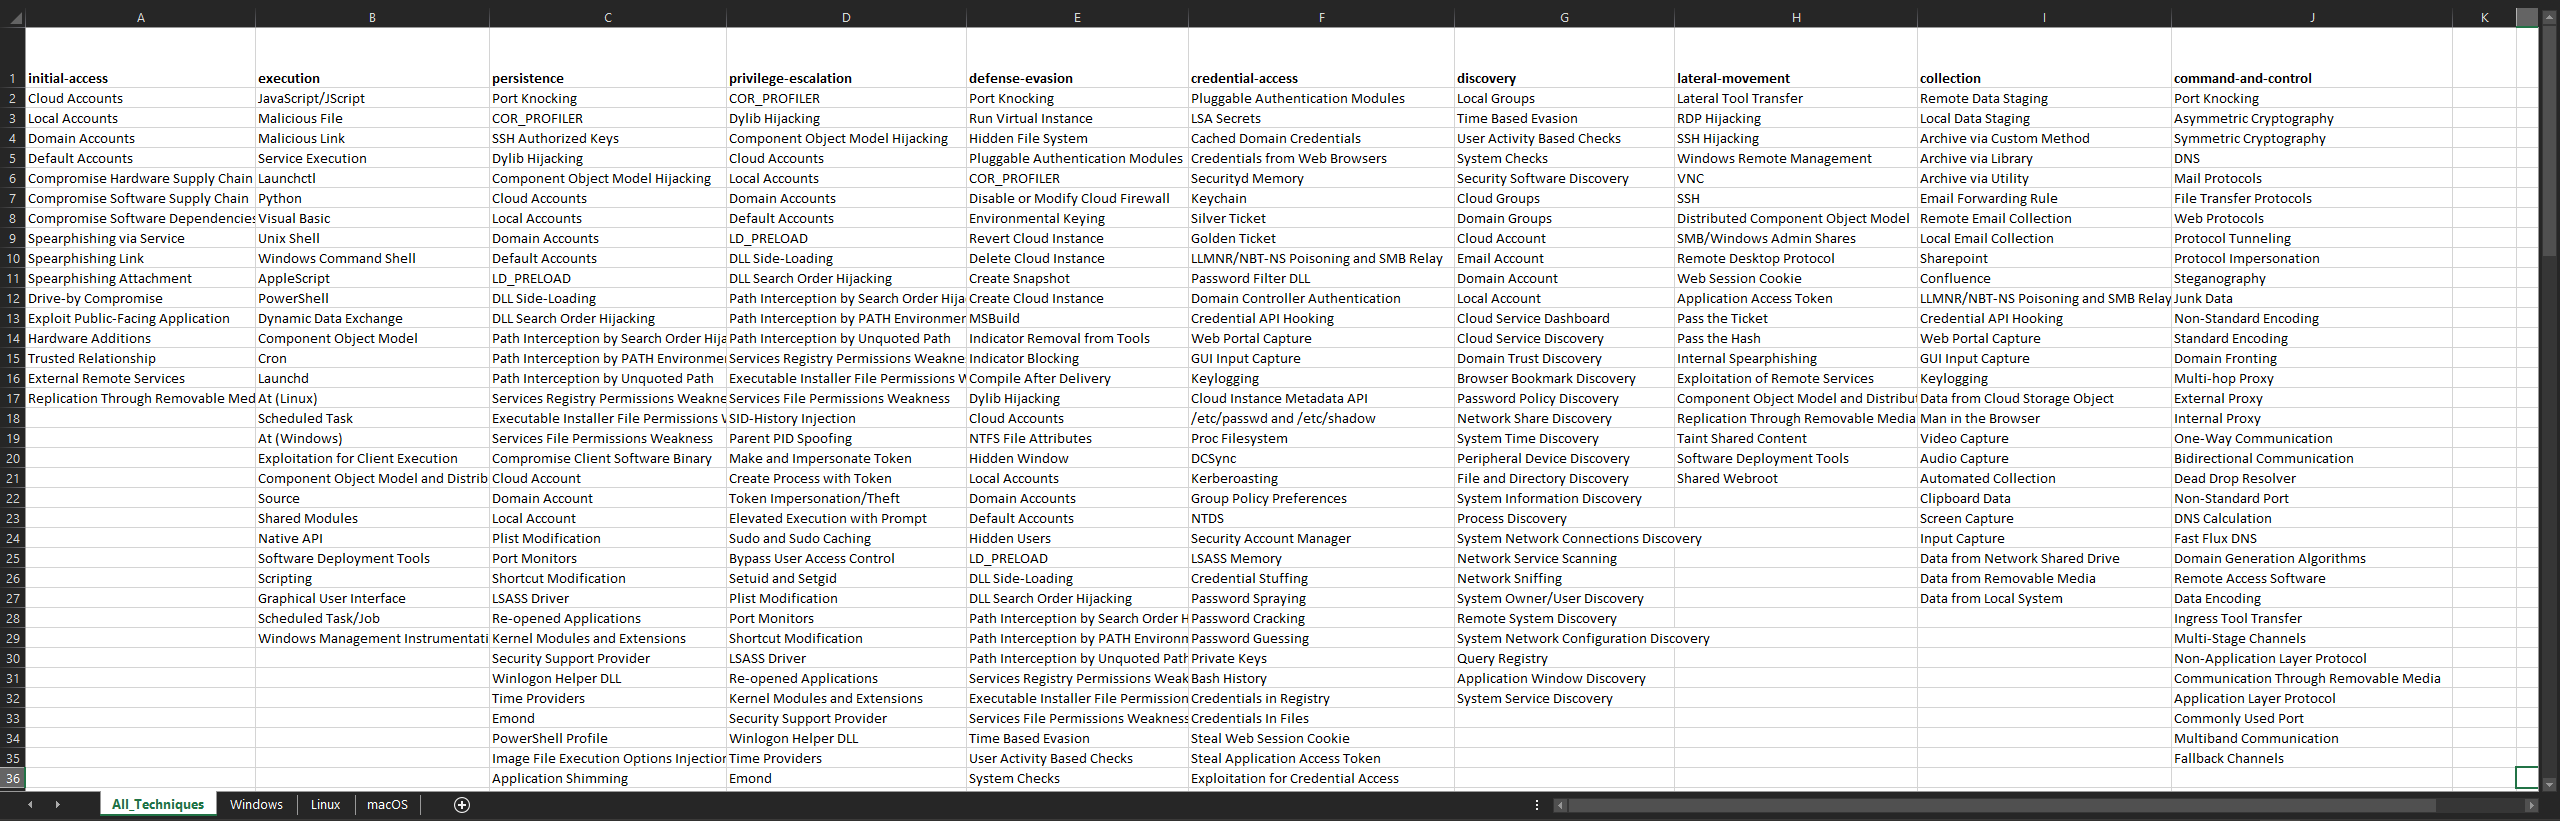 A B C D E F G H I J K
1 initial-access execution persistence privilege-escalation defense-evasion credential-access discovery lateral-movement collection command-and-control
2 Cloud Accounts JavaScript/JScript Port Knocking COR_PROFILER Port Knocking Pluggable Authentication Modules Local Groups Lateral Tool Transfer Remote Data Staging Port Knocking
3 Local Accounts Malicious File COR_PROFILER Dylib Hijacking Run Virtual Instance LSA Secrets Time Based Evasion RDP Hijacking Local Data Staging Asymmetric Cryptography
4 Domain Accounts Malicious Link SSH Authorized Keys Component Object Model Hijacking Hidden File System Cached Domain Credentials User Activity Based Checks SSH Hijacking Archive via Custom Method Symmetric Cryptography
5 Default Accounts Service Execution Dylib Hijacking Cloud Accounts Pluggable Authentication Modules Credentials from Web Browsers System Checks Windows Remote Management Archive via Library DNS
6 Compromise Hardware Supply Chain Launchctl Component Object Model Hijacking Local Accounts COR_PROFILER Securityd Memory Security Software Discovery VNC Archive via Utility Mail Protocols
7 Compromise Software Supply Chain Python Cloud Accounts Domain Accounts Disable or Modify Cloud Firewall Keychain Cloud Groups SSH Email Forwarding Rule File Transfer Protocols
8 Compromise Software Dependencies Visual Basic Local Accounts Default Accounts Environmental Keying Silver Ticket Domain Groups Distributed Component Object Model Remote Email Collection Web Protocols
9 Spearphishing via Service Unix Shell Domain Accounts LD_PRELOAD Revert Cloud Instance Golden Ticket Cloud Account SMB/Windows Admin Shares Local Email Collection Protocol Tunneling
10 Spearphishing Link Windows Command Shell Default Accounts DLL Side-Loading Delete Cloud Instance LLMNR/NBT-NS Poisoning and SMB Relay Email Account Remote Desktop Protocol Sharepoint Protocol Impersonation
11 Spearphishing Attachment AppleScript LD_PRELOAD DLL Search Order Hijacking Create Snapshot Password Filter DLL Domain Account Web Session Cookie Confluence Steganography
12 Drive-by Compromise PowerShell DLL Side-Loading Path Interception by Search Order Hija Create Cloud Instance Domain Controller Authentication Local Account Application Access Token LLMNR/NBT-NS Poisoning and SMB Relay Junk Data
13 Exploit Public-Facing Application Dynamic Data Exchange DLL Search Order Hijacking Path Interception by PATH Environmer MSBuild Credential API Hooking Cloud Service Dashboard Pass the Ticket Credential API Hooking Non-Standard Encoding
14 Hardware Additions Component Object Model Path Interception by Search Order Hija Path Interception by Unquoted Path Indicator Removal from Tools Web Portal Capture Cloud Service Discovery Pass the Hash Web Portal Capture Standard Encoding
15 Trusted Relationship Cron Path Interception by PATH Environme Services Registry Permissions Weakne Indicator Blocking GUI Input Capture Domain Trust Discovery Internal Spearphishing GUI Input Capture Domain Fronting
16 External Remote Services Launchd Path Interception by Unquoted Path Executable Installer File Permissions W Compile After Delivery Keylogging Browser Bookmark Discovery Exploitation of Remote Services Keylogging Multi-hop Proxy
17 Replication Through Removable Med At (Linux) Services Registry Permissions Weakne Services File Permissions Weakness Dylib Hijacking Cloud Instance Metadata API Password Policy Discovery Component Object Model and Distribut Data from Cloud Storage Object External Proxy
18 Scheduled Task Executable Installer File Permissions W SID-History Injection Cloud Accounts /etc/passwd and /etc/shadow Network Share Discovery Replication Through Removable Media Man in the Browser Internal Proxy
19 At (Windows) Services File Permissions Weakness Parent PID Spoofing NTFS File Attributes Proc Filesystem System Time Discovery Taint Shared Content Video Capture One-Way Communication
20 Exploitation for Client Execution Compromise Client Software Binary Make and Impersonate Token Hidden Window DCSync Peripheral Device Discovery Software Deployment Tools Audio Capture Bidirectional Communication
21 Component Object Model and Distrib Cloud Account Create Process with Token Local Accounts Kerberoasting File and Directory Discovery Shared Webroot Automated Collection Dead Drop Resolver
22 Source Domain Account Token Impersonation/Theft Domain Accounts Group Policy Preferences System Information Discovery Clipboard Data Non-Standard Port
23 Shared Modules Local Account Elevated Execution with Prompt Default Accounts NTDS Process Discovery Screen Capture DNS Calculation
24 Native API Plist Modification Sudo and Sudo Caching Hidden Users Security Account Manager System Network Connections Discovery Input Capture Fast Flux DNS
25 Software Deployment Tools Port Monitors Bypass User Access Control LD_PRELOAD LSASS Memory Network Service Scanning Data from Network Shared Drive Domain Generation Algorithms
26 Scripting Shortcut Modification Setuid and Setgid DLL Side-Loading Credential Stuffing Network Sniffing Data from Removable Media Remote Access Software
27 Graphical User Interface LSASS Driver Plist Modification DLL Search Order Hijacking Password Spraying System Owner/User Discovery Data from Local System Data Encoding
28 Scheduled Task/Job Re-opened Applications Port Monitors Path Interception by Search Order H Password Cracking Remote System Discovery Ingress Tool Transfer
29 Windows Management Instrumentati Kernel Modules and Extensions Shortcut Modification Path Interception by PATH Environn Password Guessing System Network Configuration Discovery Multi-Stage Channels
30 Security Support Provider LSASS Driver Path Interception by Unquoted Path Private Keys Query Registry Non-Application Layer Protocol
31 Winlogon Helper DLL Re-opened Applications Services Registry Permissions Weak Bash History Application Window Discovery Communication Through Removable Media
32 Time Providers Kernel Modules and Extensions Executable Installer File Permission Credentials in Registry System Service Discovery Application Layer Protocol
33 Emond Security Support Provider Services File Permissions Weakness Credentials In Files Commonly Used Port
34 PowerShell Profile Winlogon Helper DLL Time Based Evasion Steal Web Session Cookie Multiband Communication
35 Image File Execution Options Injection Time Providers User Activity Based Checks Steal Application Access Token Fallback Channels
36 Application Shimming Emond System Checks Exploitation for Credential Access
All_Techniques Windows Linux macOS